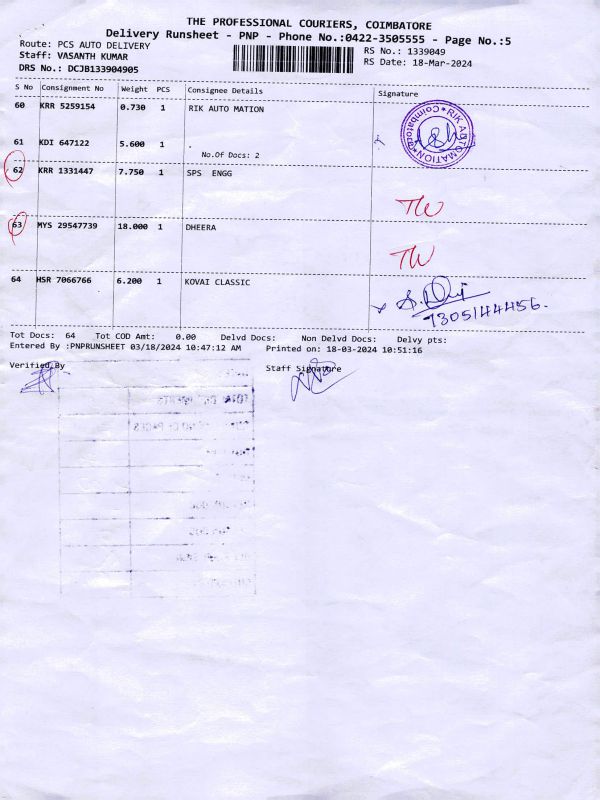 THE PROFESSIONAL COURIERS, COIMBATORE
Delivery Runsheet - PNP - Phone No.:0422-3505555 - Page No.:5
Route: PCS AUTO DELIVERY
RS No.: 1339049
Staff: VASANTH KUMAR
RS Date: 18-Mar-2024
DRS No.: DCJB133904905
S No Consignment No Weight PCS Consignee Details Signature
60 KRR 5259154 0.730 1 RIK AUTO MATION
RIK AUTOMATION * Coimbatore *
61 KDI 647122 5.600 1 .
No.Of Docs: 2
62 KRR 1331447 7.750 1 SPS ENGG
TW
63 MYS 29547739 18.000 1 DHEERA
TW
64 HSR 7066766 6.200 1 KOVAI CLASSIC
7305144456.
Tot Docs: 64 Tot COD Amt: 0.00 Delvd Docs: Non Delvd Docs: Delvy pts:
Entered By :PNPRUNSHEET 03/18/2024 10:47:12 AM Printed on: 18-03-2024 10:51:16
Verified By Staff Signature